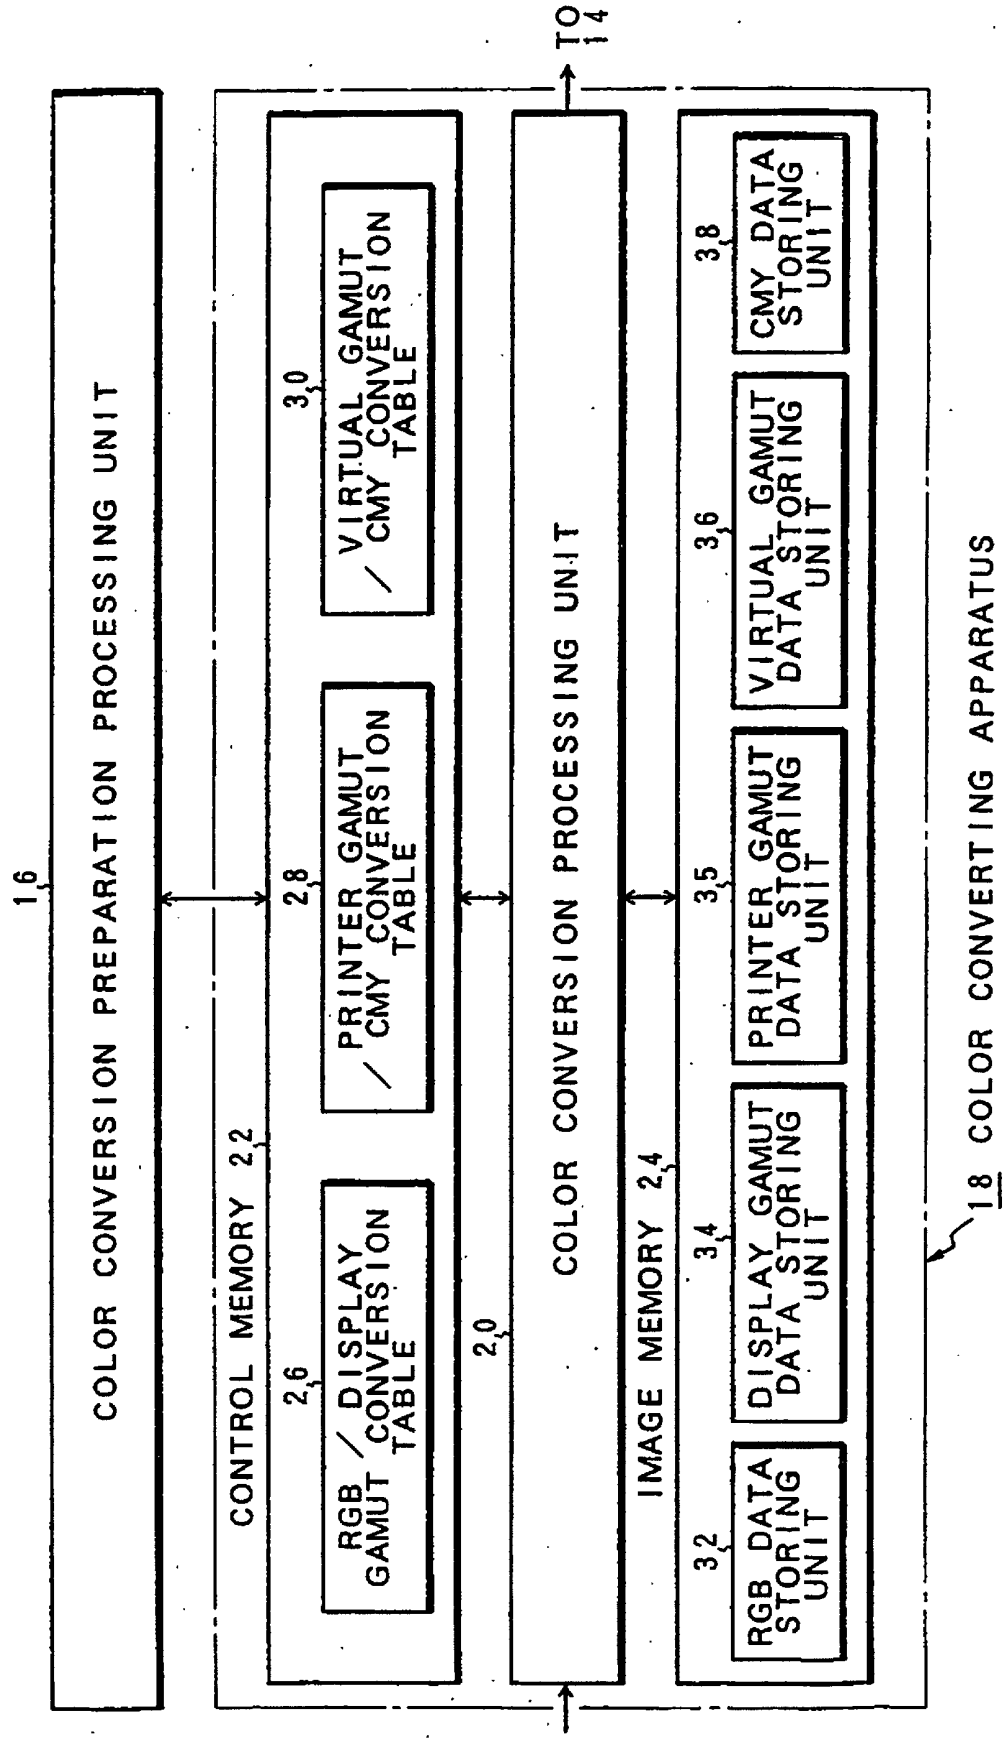 16
COLOR CONVERSION PREPARATION PROCESSING UNIT
CONTROL MEMORY 22
26
RGB / DISPLAY
GAMUT CONVERSION
TABLE
28
PRINTER GAMUT
/ CMY CONVERSION
TABLE
30
VIRTUAL GAMUT
/ CMY CONVERSION
TABLE
20
COLOR CONVERSION PROCESSING UNIT
TO
14
IMAGE MEMORY 24
32
RGB DATA
STORING
UNIT
34
DISPLAY GAMUT
DATA STORING
UNIT
35
PRINTER GAMUT
DATA STORING
UNIT
36
VIRTUAL GAMUT
DATA STORING
UNIT
38
CMY DATA
STORING
UNIT
18 COLOR CONVERTING APPARATUS